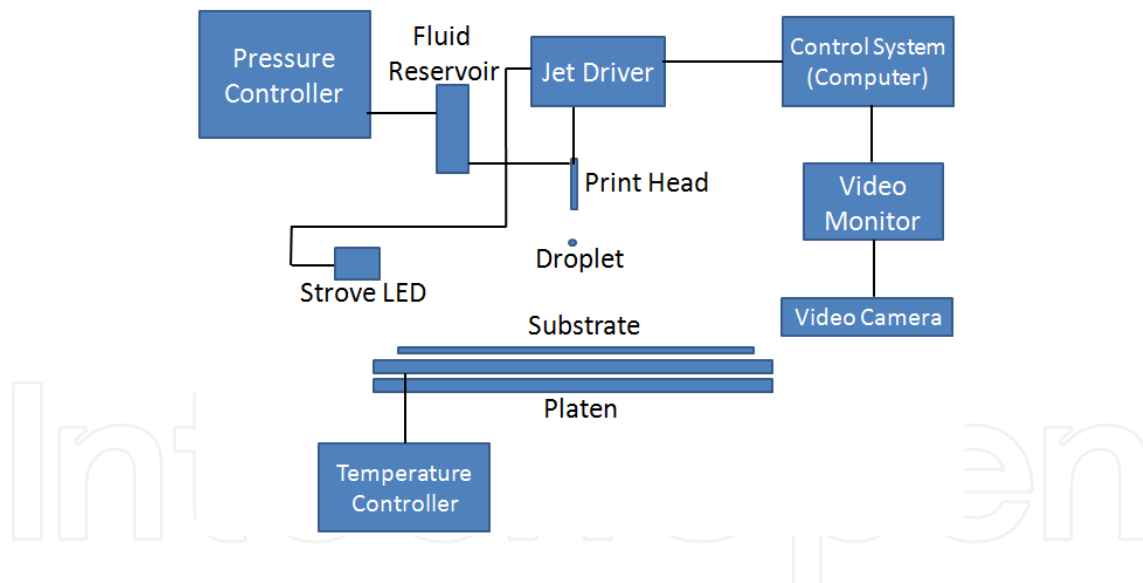 Pressure
Controller
Fluid
Reservoir
Jet Driver
Control System
(Computer)
Print Head
Video
Monitor
Droplet
Strove LED
Video Camera
Substrate
Platen
Temperature
Controller